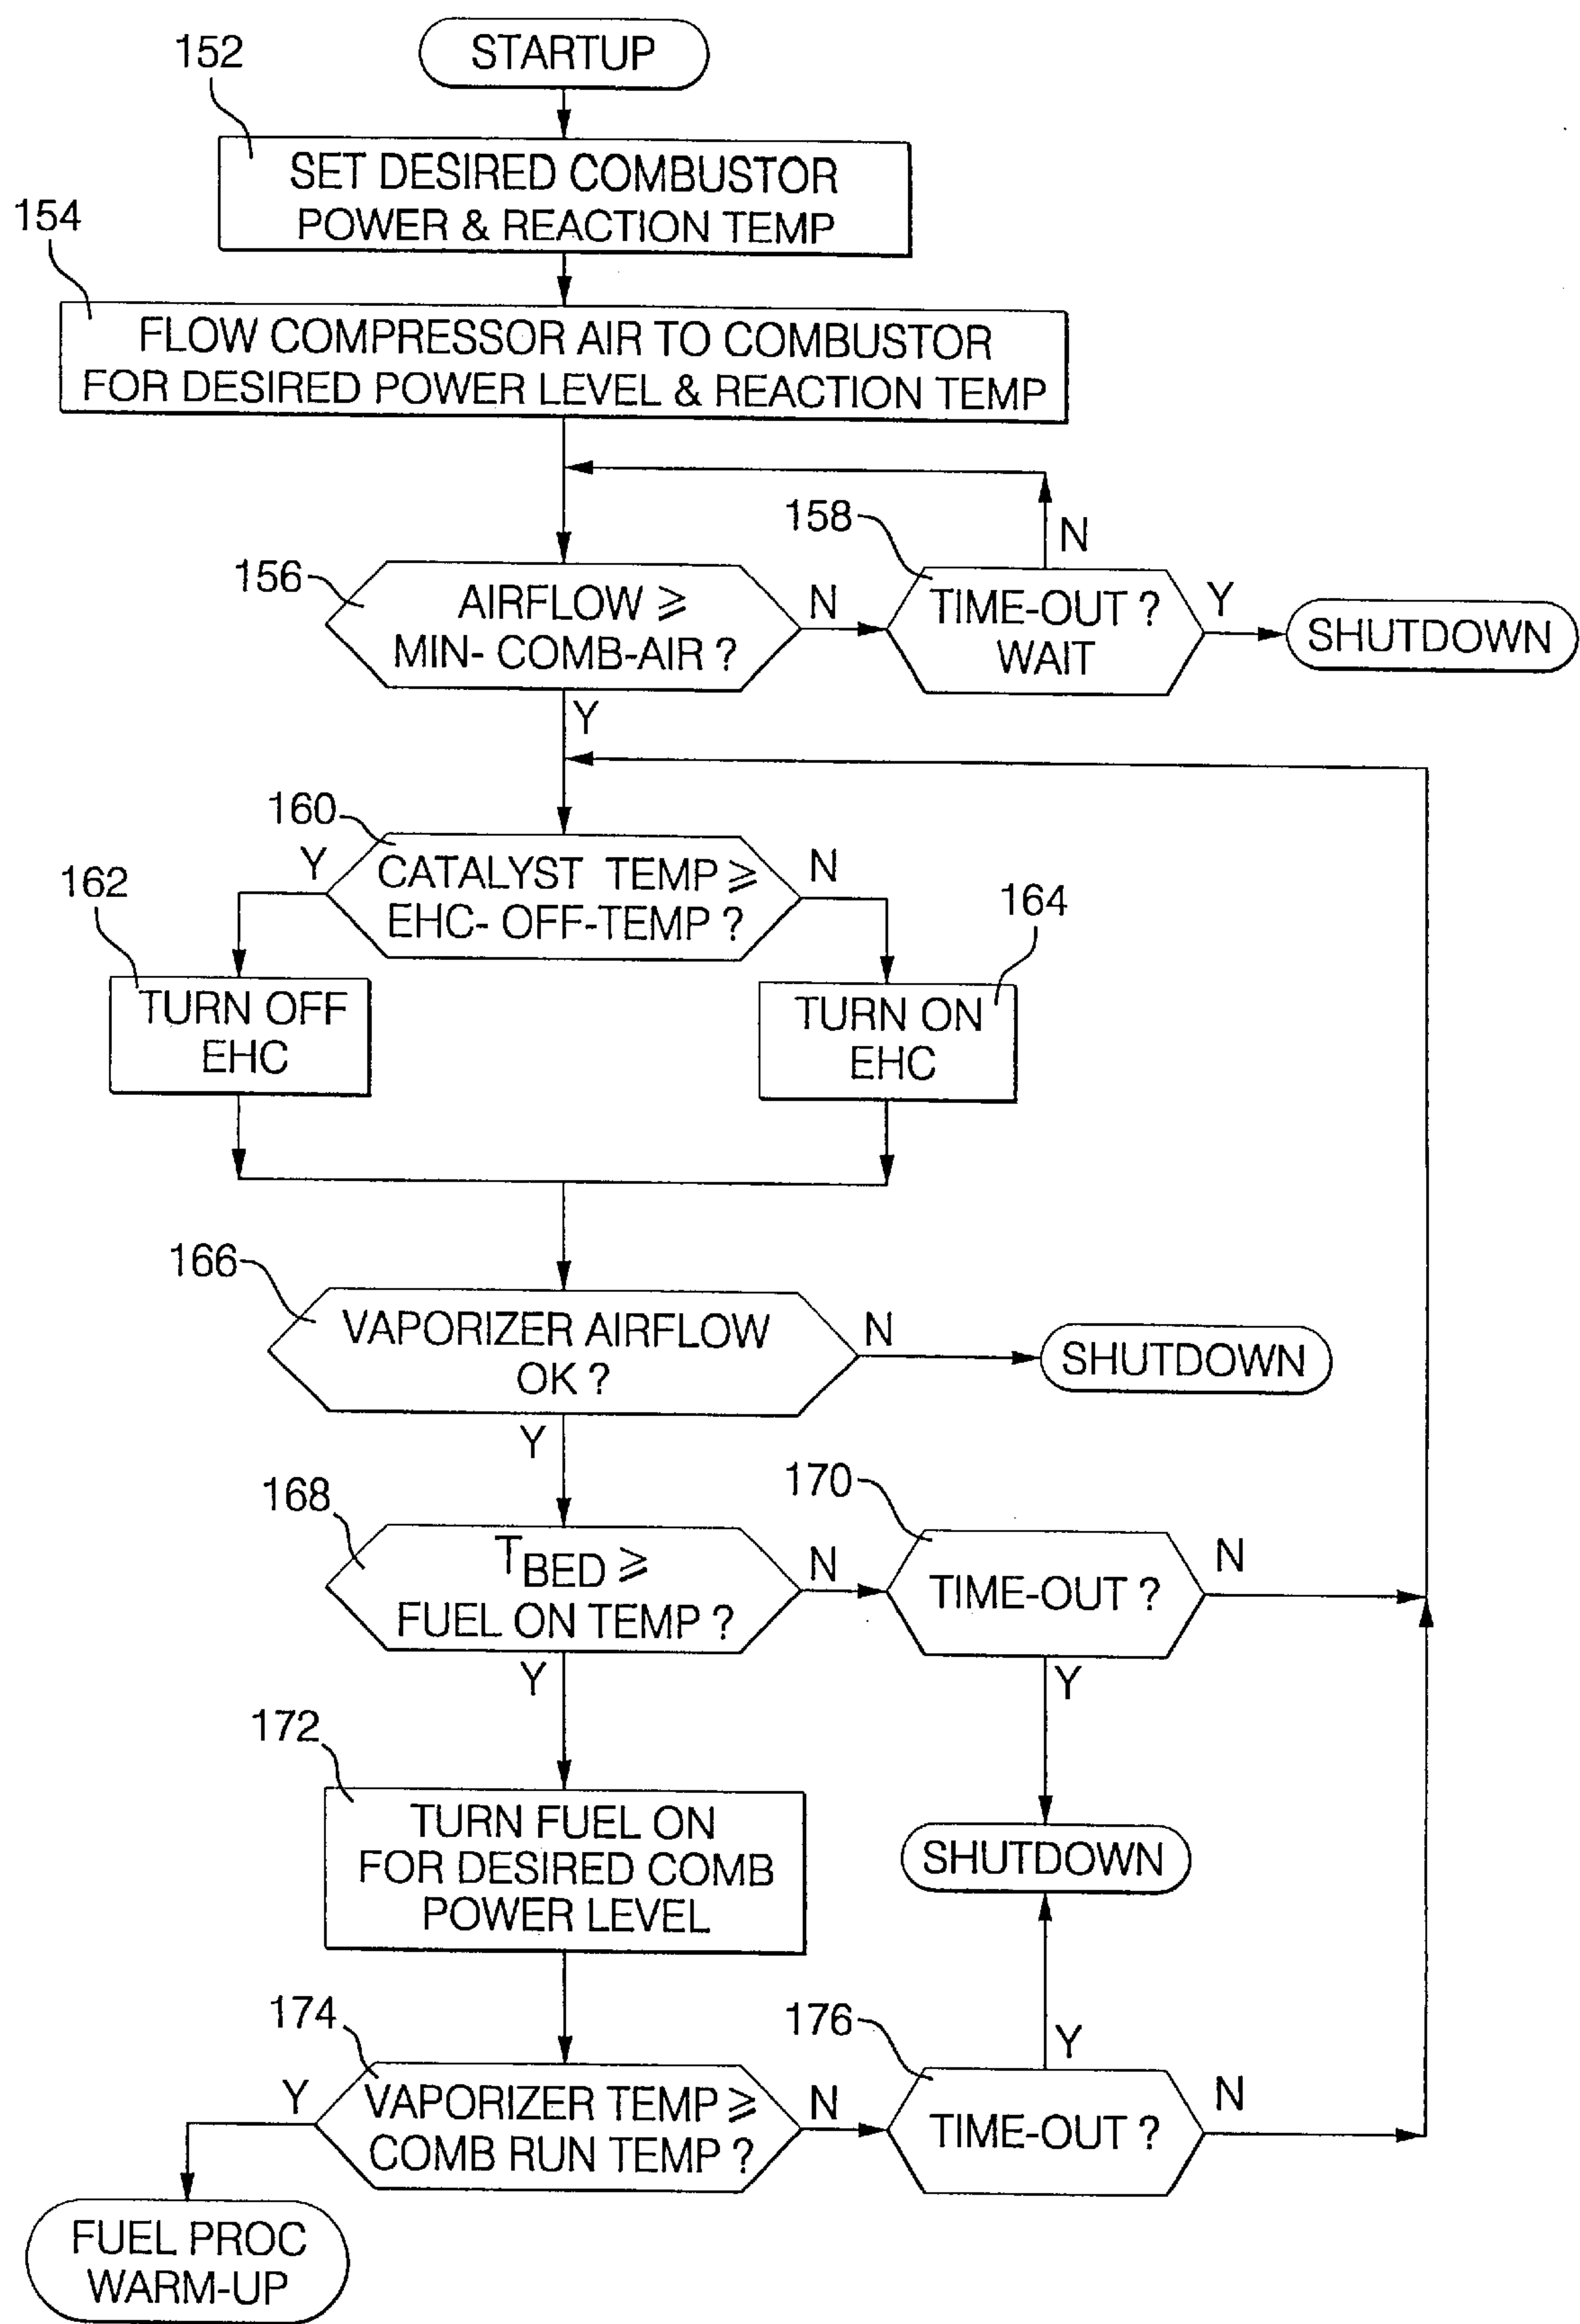 STARTUP
152
SET DESIRED COMBUSTOR
POWER & REACTION TEMP
154
FLOW COMPRESSOR AIR TO COMBUSTOR
FOR DESIRED POWER LEVEL & REACTION TEMP
156
AIRFLOW ⩾
MIN- COMB-AIR ?
N
158
TIME-OUT ?
WAIT
N
Y
SHUTDOWN
Y
160
CATALYST TEMP ⩾
EHC- OFF-TEMP ?
Y
N
162
TURN OFF
EHC
164
TURN ON
EHC
166
VAPORIZER AIRFLOW
OK ?
N
SHUTDOWN
Y
168
TBED ⩾
FUEL ON TEMP ?
N
170
TIME-OUT ?
N
Y
Y
172
TURN FUEL ON
FOR DESIRED COMB
POWER LEVEL
SHUTDOWN
174
VAPORIZER TEMP ⩾
COMB RUN TEMP ?
Y
N
176
TIME-OUT ?
Y
N
FUEL PROC
WARM-UP